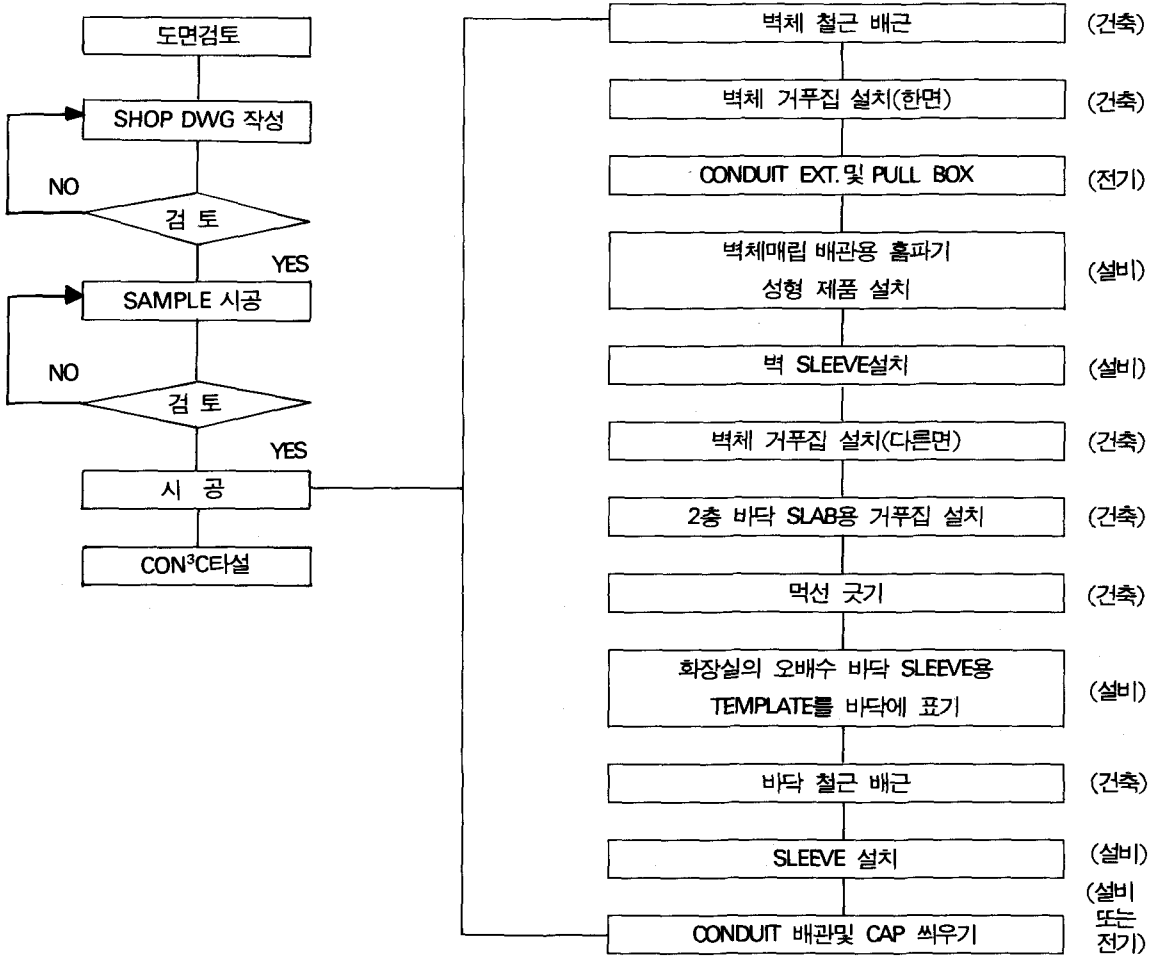 도면검토
SHOP DWG 작성
NO
검 토
YES
SAMPLE 시공
NO
검 토
YES
시 공
CON³C타설
벽체 철근 배근
(건축)
벽체 거푸집 설치(한면)
(건축)
CONDUIT EXT.및 PULL BOX
(전기)
벽체매립 배관용 홈파기
성형 제품 설치
(설비)
벽 SLEEVE설치
(설비)
벽체 거푸집 설치(다른면)
(건축)
2층 바닥 SLAB용 거푸집 설치
(건축)
먹선 긋기
(건축)
화장실의 오배수 바닥 SLEEVE용
TEMPLATE를 바닥에 표기
(설비)
바닥 철근 배근
(건축)
SLEEVE 설치
(설비)
CONDUIT 배관및 CAP 씌우기
(설비
또는
전기)